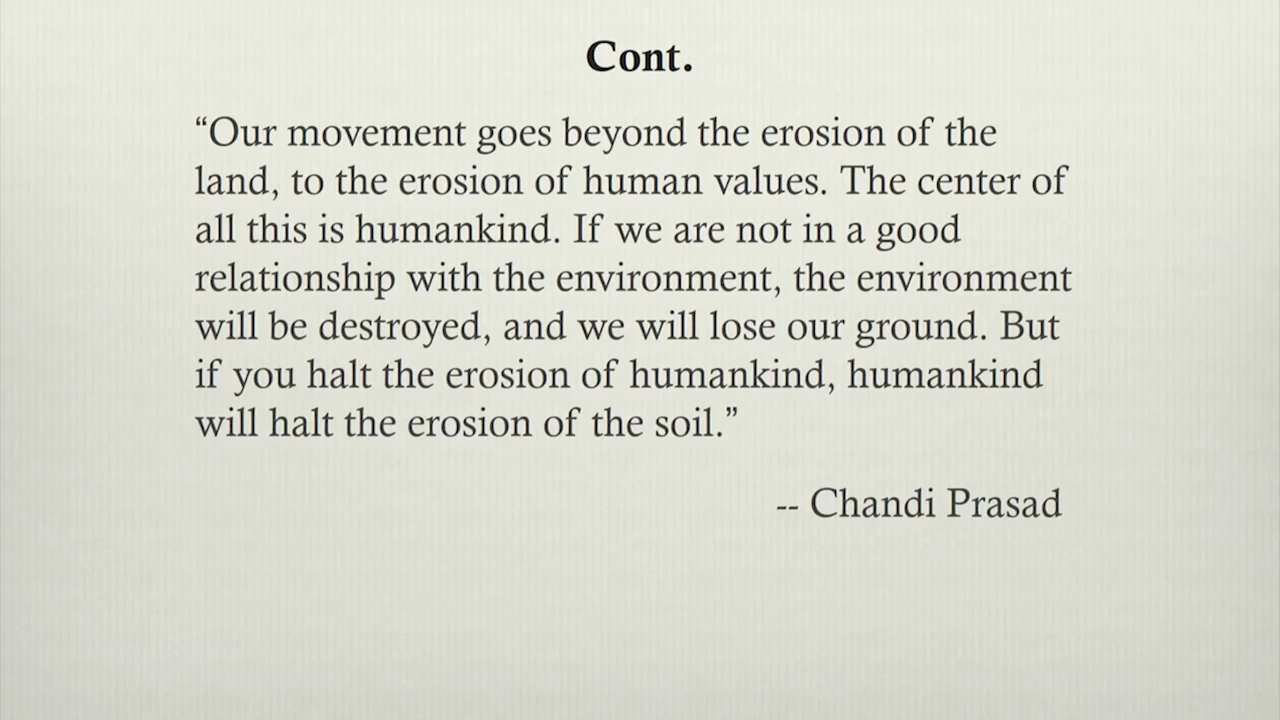 Cont.
“Our movement goes beyond the erosion of the
land, to the erosion of human values. The center of
all this is humankind. If we are not in a good
relationship with the environment, the environment
will be destroyed, and we will lose our ground. But
if you halt the erosion of humankind, humankind
will halt the erosion of the soil.”
-- Chandi Prasad